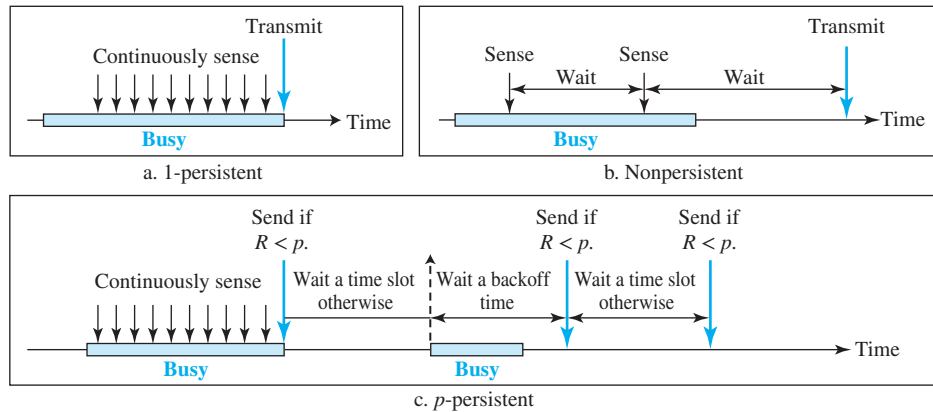 Transmit
Continuously sense
Time
Busy
a. 1-persistent
Transmit
Sense
Sense
Wait
Wait
Time
Busy
b. Nonpersistent
Send if
R < p.
Send if
R < p.
Send if
R < p.
Continuously sense
Wait a time slot
otherwise
Wait a backoff
time
Wait a time slot
otherwise
Time
Busy
Busy
c. p-persistent